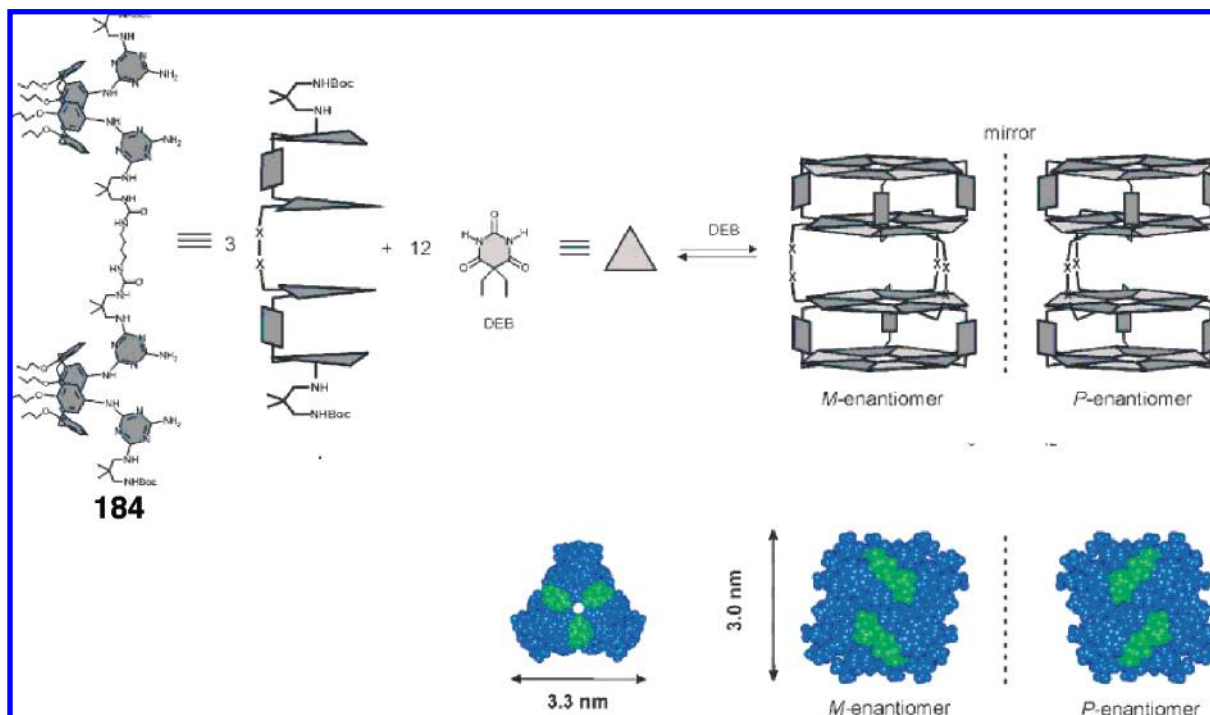 NHBoc
NH
NH₂
NH
O
O
O
O
NH
NH₂
NH
NH
O
NH
NH
O
NH
NH
NH₂
NH
O
O
O
O
NH
NH₂
NH
NHBoc
184
NHBoc
NH
X
X
NH
NHBoc
3
+ 12
O
H N N H
O O
DEB
DEB
mirror
X
X
X X
X X
X X
X X
M-enantiomer P-enantiomer
3.3 nm
3.0 nm
M-enantiomer P-enantiomer